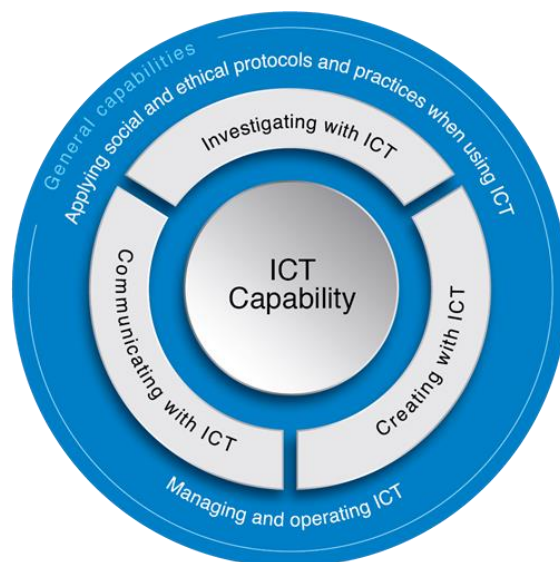 General capabilities
Applying social and ethical protocols and practices when using ICT
Investigating with ICT
ICT
Capability
Communicating with ICT
Creating with ICT
Managing and operating ICT